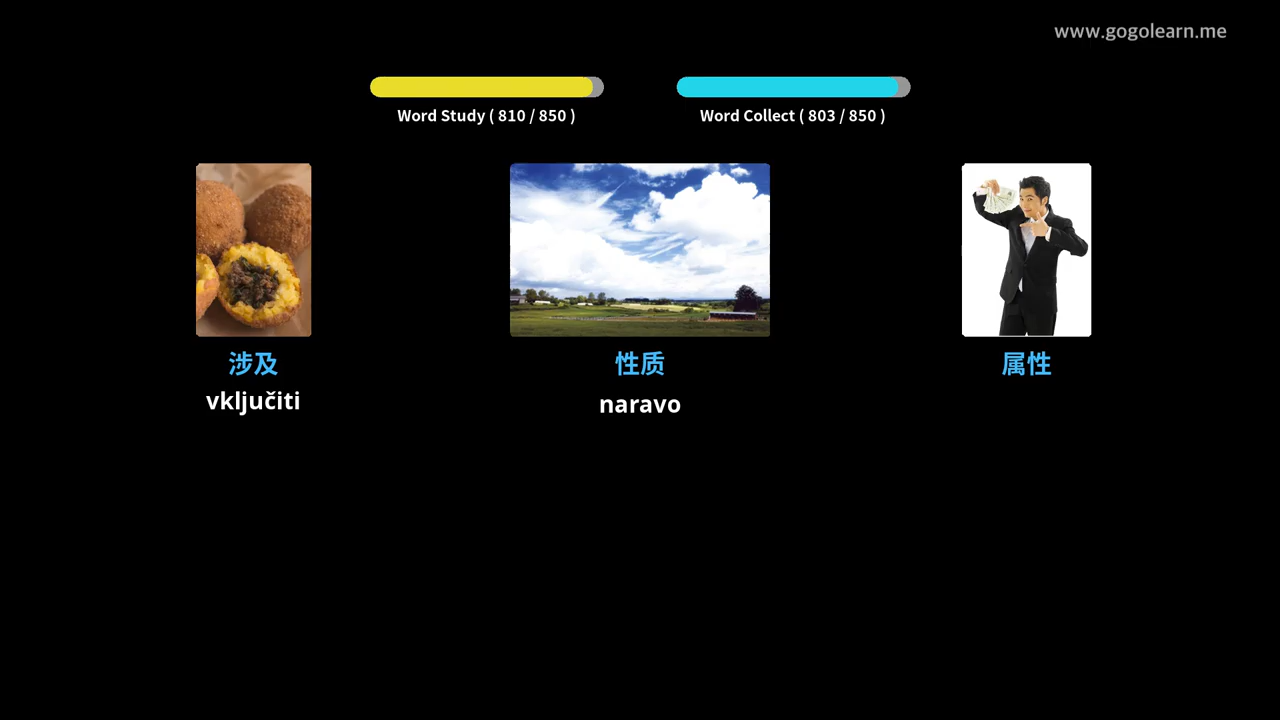 www.gogolearn.me
Word Study ( 810 / 850 )
Word Collect ( 803 / 850 )
涉及
性质
属性
vključiti
naravo